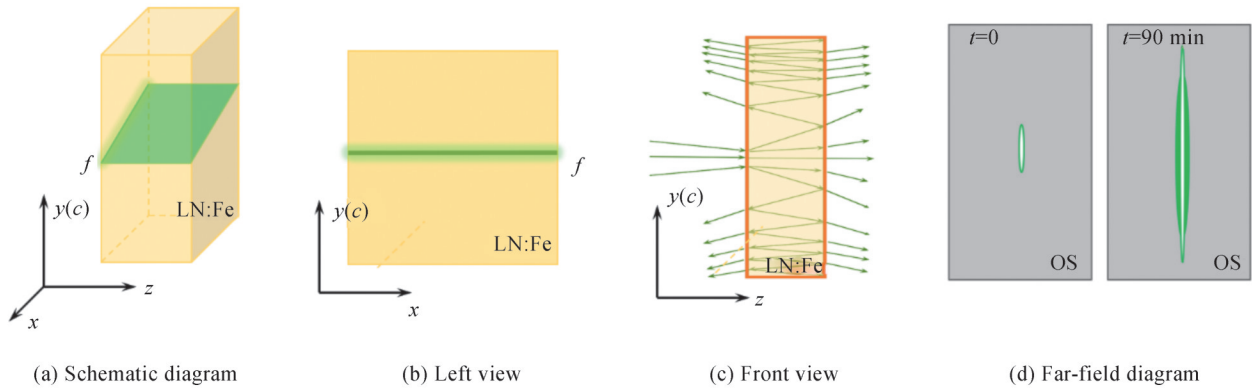 f
y(c)
LN:Fe
z
x
(a) Schematic diagram
f
y(c)
LN:Fe
x
(b) Left view
y(c)
LN:Fe
z
(c) Front view
t=0
OS
t=90 min
OS
(d) Far-field diagram